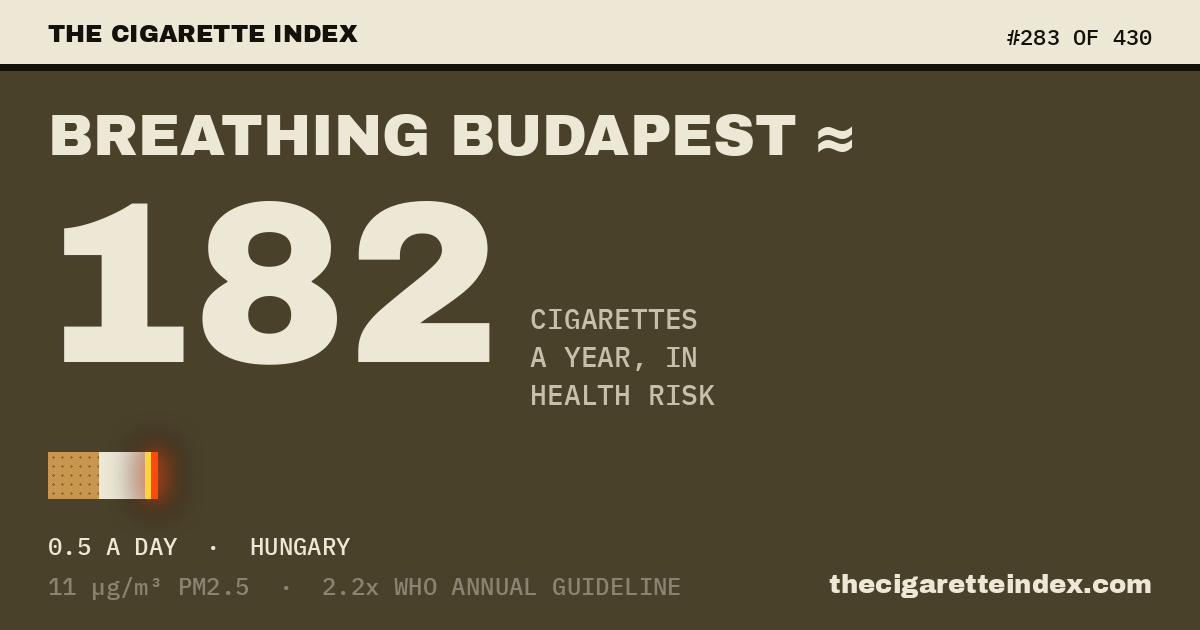 THE CIGARETTE INDEX
#283 OF 430
BREATHING BUDAPEST ≈
182
CIGARETTES
A YEAR, IN
HEALTH RISK
0.5 A DAY · HUNGARY
11 µg/m³ PM2.5 · 2.2x WHO ANNUAL GUIDELINE
thecigaretteindex.com